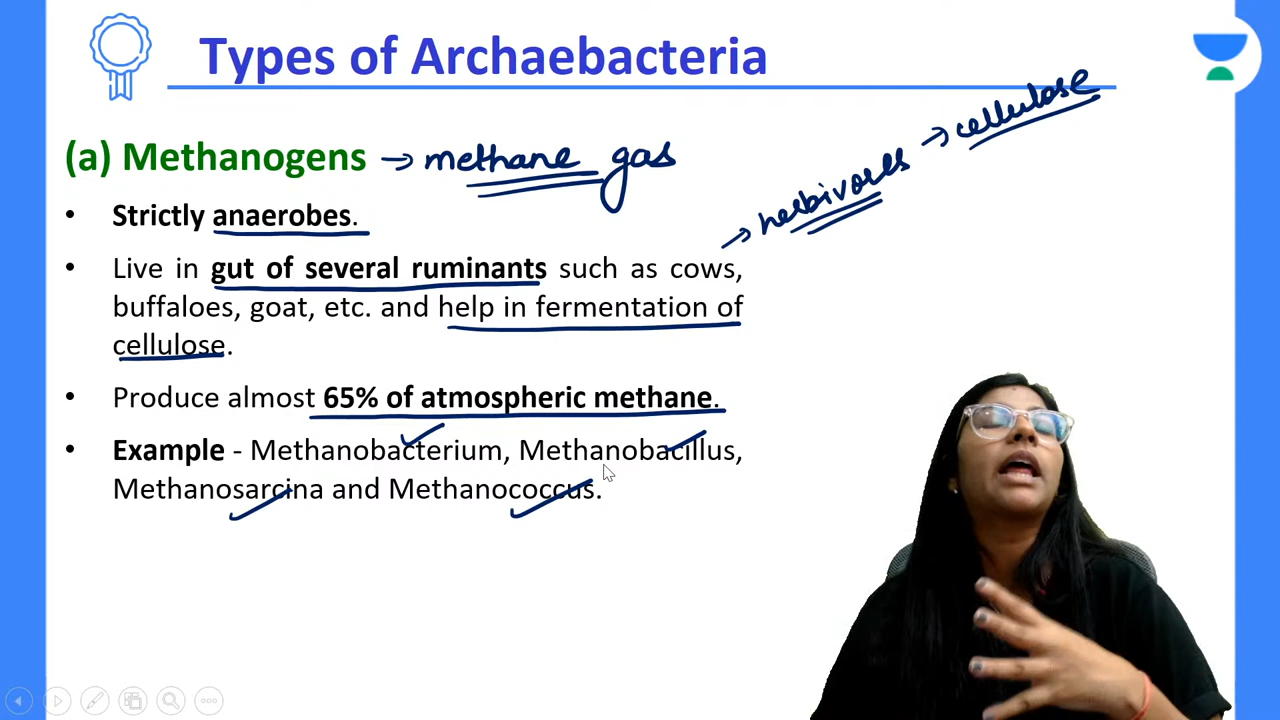 Types of Archaebacteria
(a) Methanogens → methane gas
→ herbivores → cellulose
• Strictly anaerobes.
• Live in gut of several ruminants such as cows,
buffaloes, goat, etc. and help in fermentation of
cellulose.
• Produce almost 65% of atmospheric methane.
• Example - Methanobacterium, Methanobacillus,
Methanosarcina and Methanococcus.